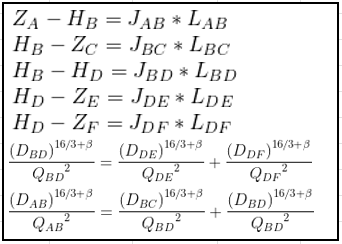 Z_A − H_B = J_AB * L_AB
H_B − Z_C = J_BC * L_BC
H_B − H_D = J_BD * L_BD
H_D − Z_E = J_DE * L_DE
H_D − Z_F = J_DF * L_DF
(D_BD)^(16/3+β) / Q_BD^2 = (D_DE)^(16/3+β) / Q_DE^2 + (D_DF)^(16/3+β) / Q_DF^2
(D_AB)^(16/3+β) / Q_AB^2 = (D_BC)^(16/3+β) / Q_BD^2 + (D_BD)^(16/3+β) / Q_BD^2